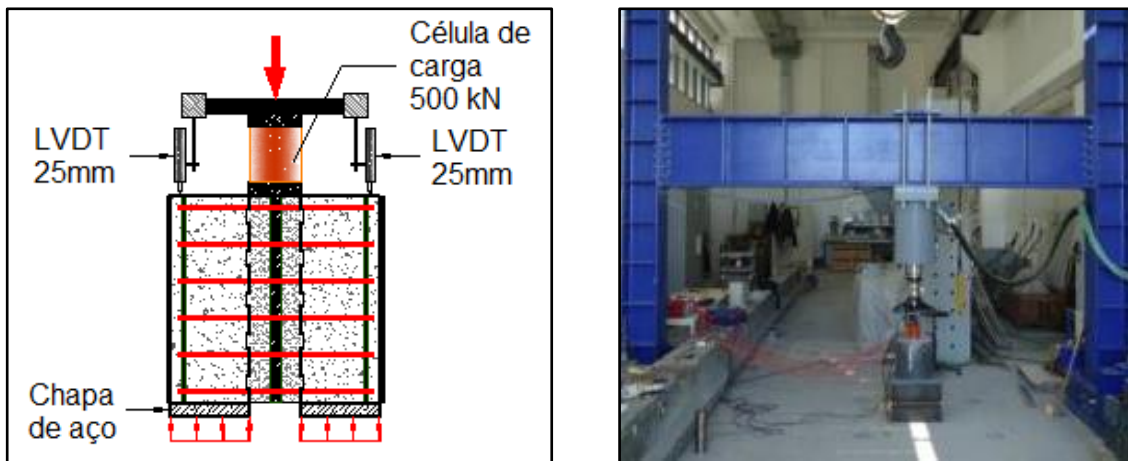 Célula de
carga
500 kN
LVDT
25mm
LVDT
25mm
Chapa
de aço